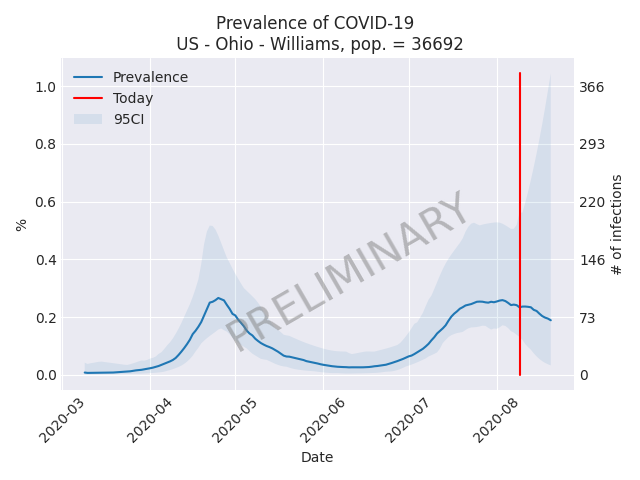 Prevalence of COVID-19
US - Ohio - Williams, pop. = 36692
Prevalence
Today
95CI
1.0
0.8
0.6
0.4
0.2
0.0
%
366
293
220
146
73
0
# of infections
PRELIMINARY
2020-03
2020-04
2020-05
2020-06
2020-07
2020-08
Date